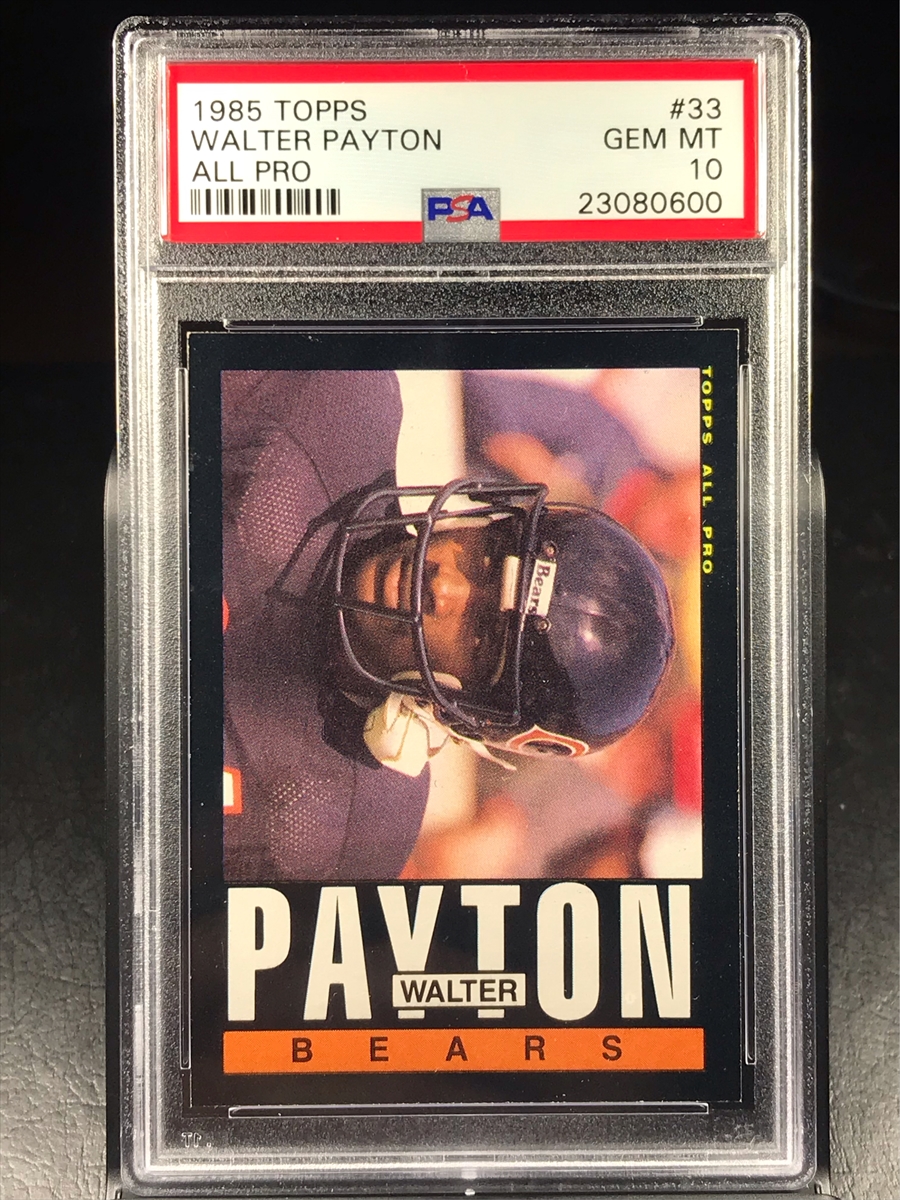 1985 TOPPS #33
WALTER PAYTON GEM MT
ALL PRO 10
PSA 23080600
TOPPS ALL PRO
Bears
PAYTON
WALTER
BEARS